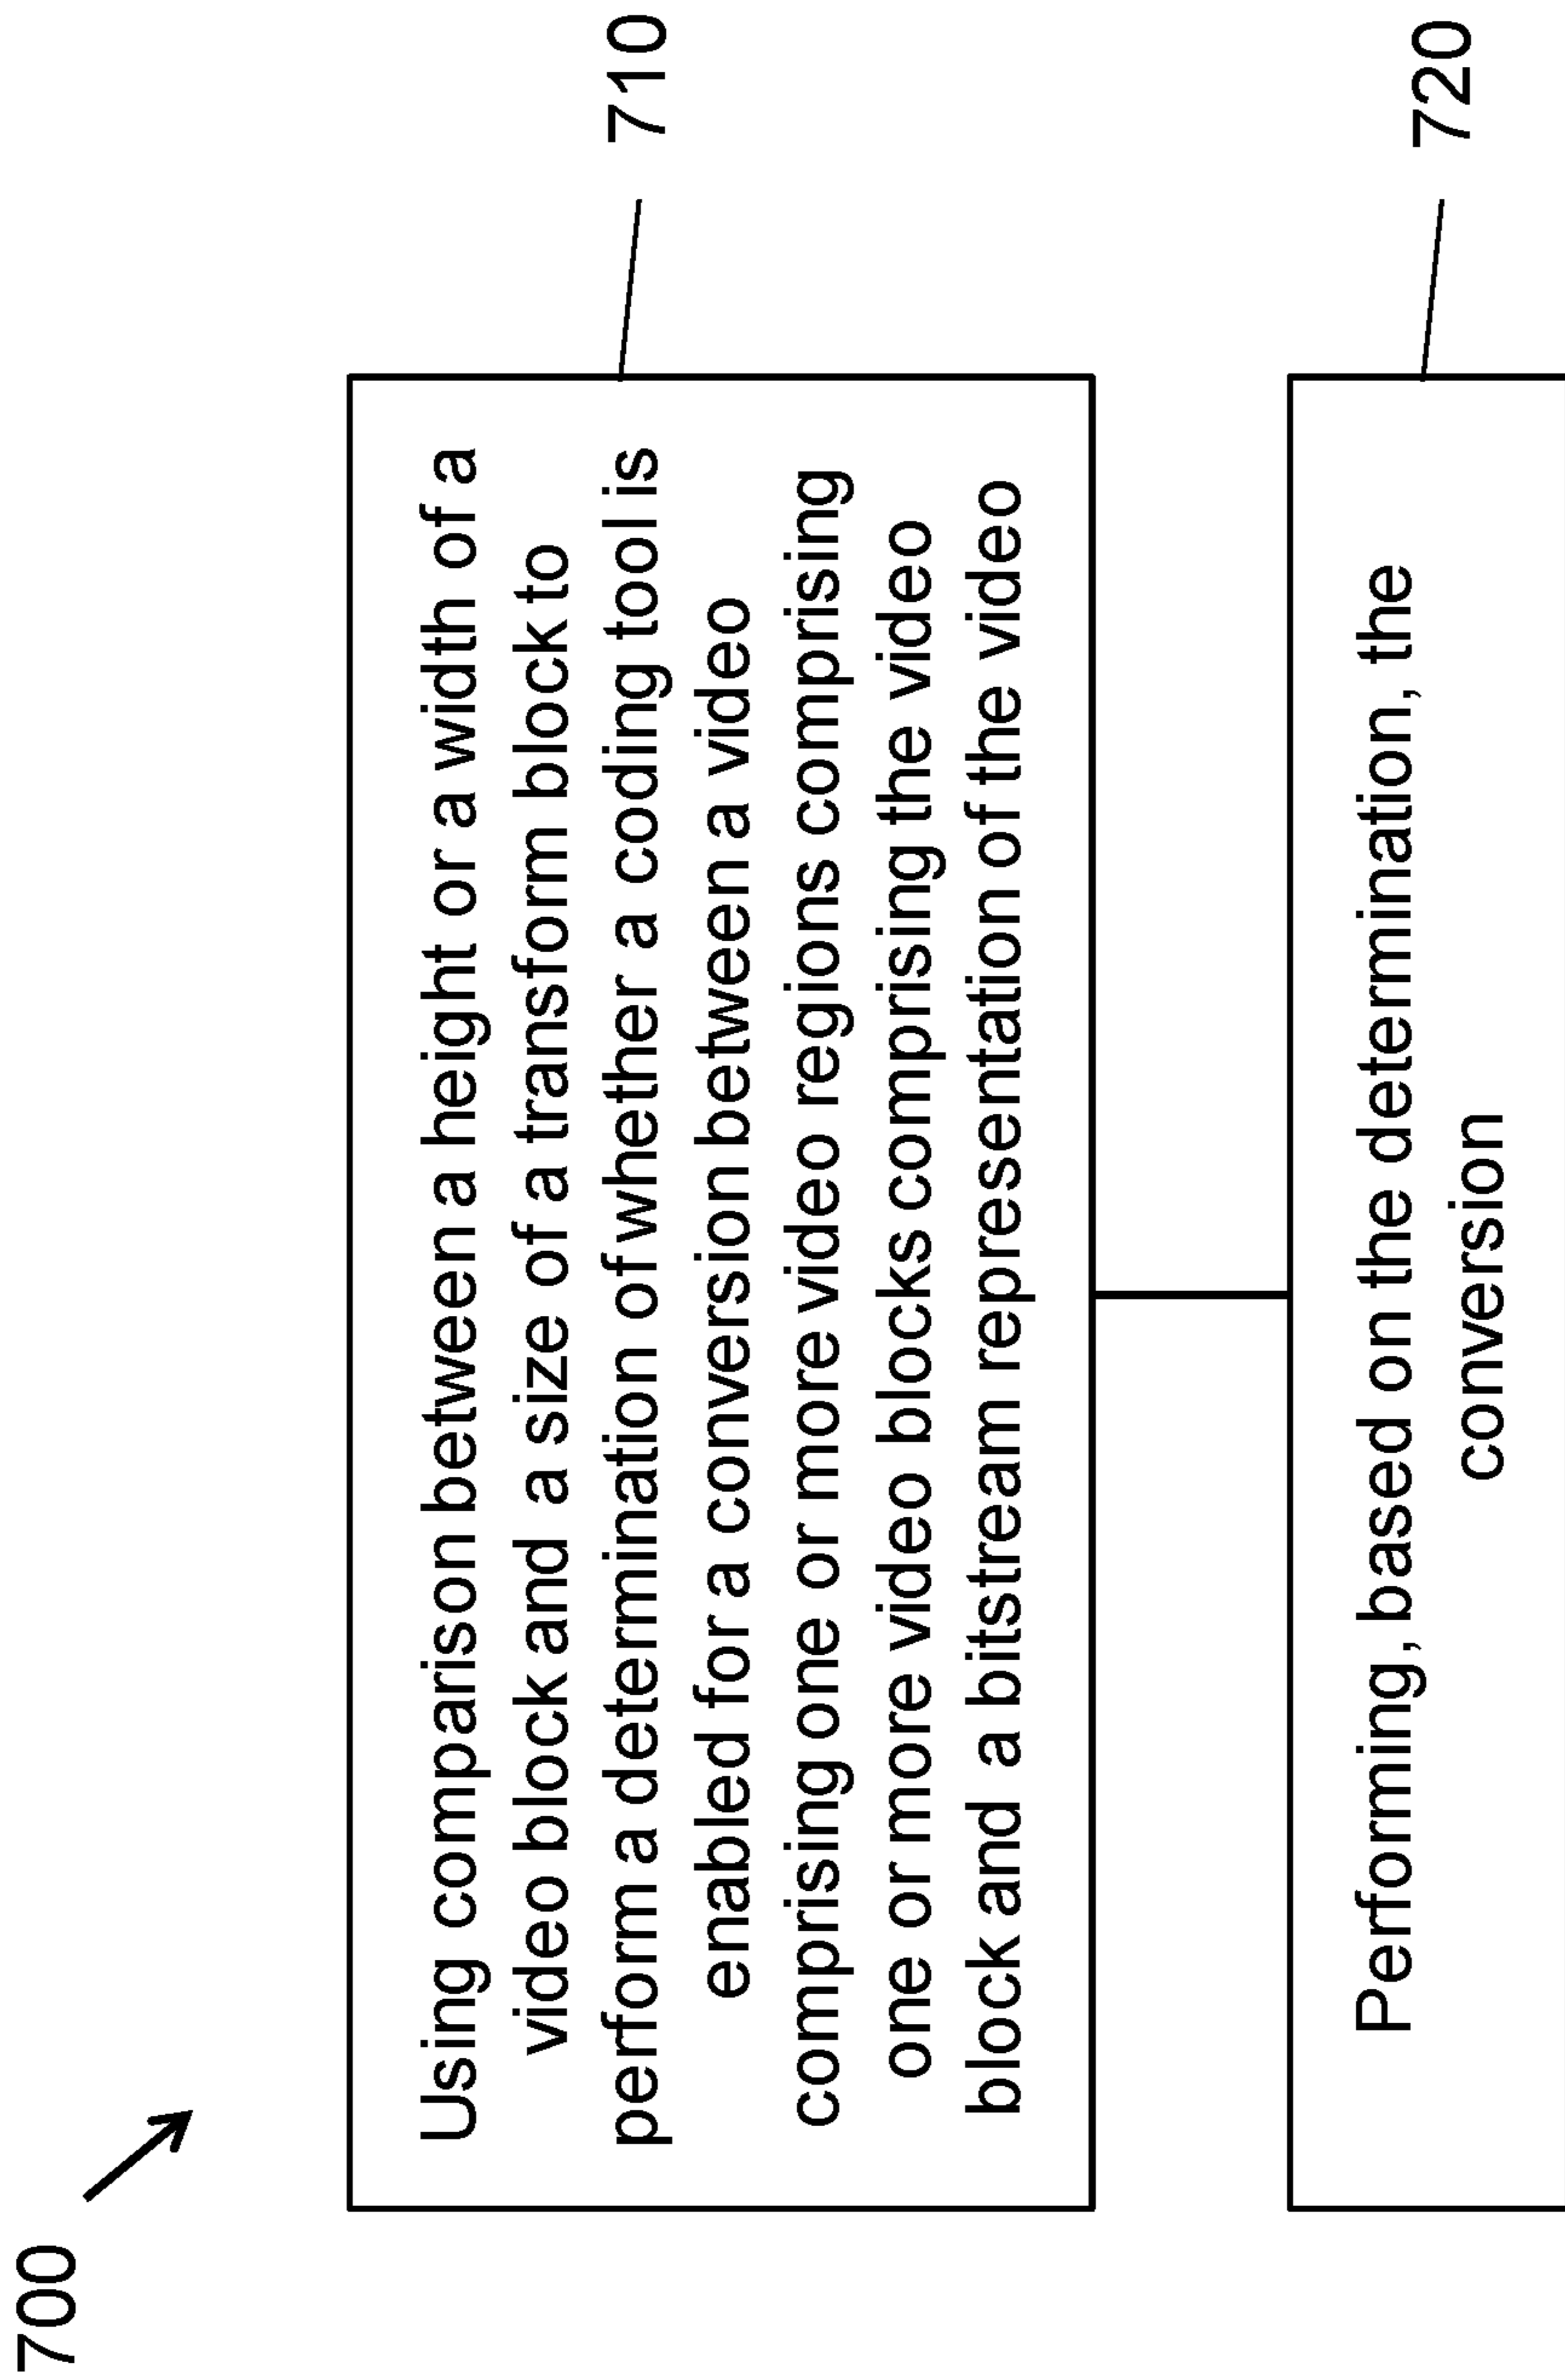 700
Using comparison between a height or a width of a
video block and a size of a transform block to
perform a determination of whether a coding tool is
enabled for a conversion between a video
comprising one or more video regions comprising
one or more video blocks comprising the video
block and a bitstream representation of the video
710
Performing, based on the determination, the
conversion
720